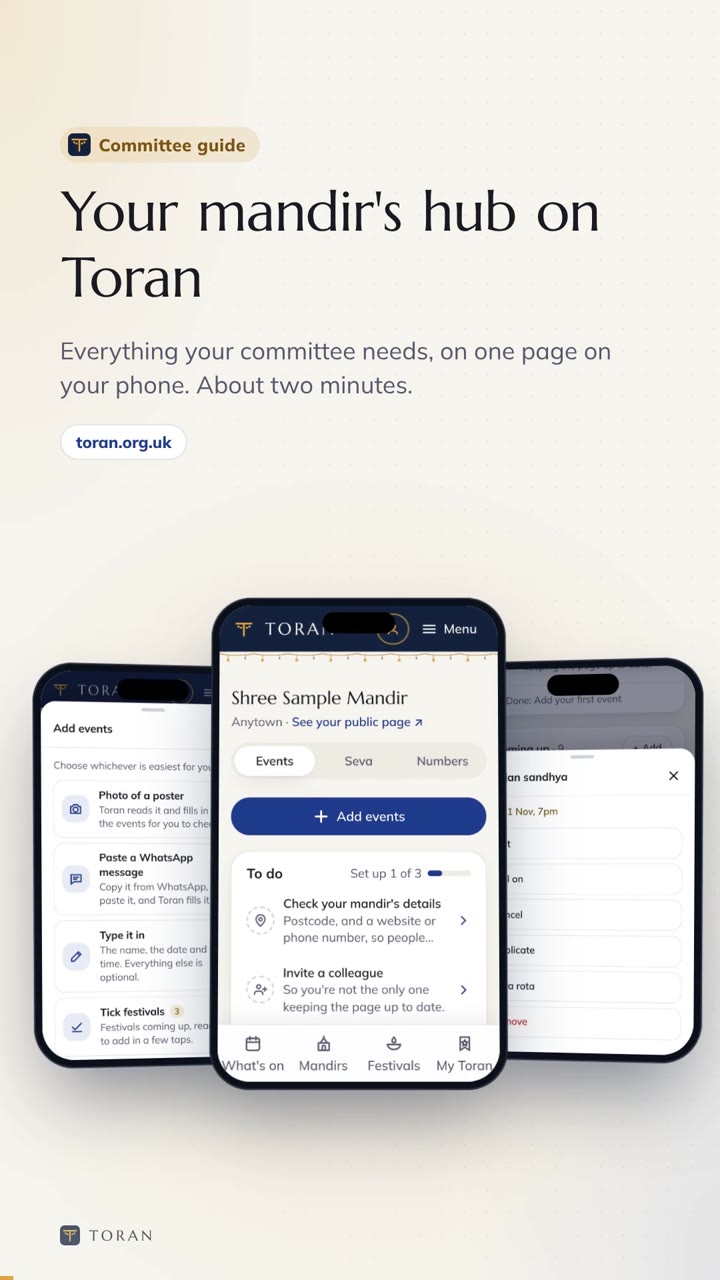 Committee guide
Your mandir's hub on
Toran
Everything your committee needs, on one page on
your phone. About two minutes.
toran.org.uk
Add events
Choose whichever is easiest for
Photo of a poster
Toran reads it and fills in
the events for you to
Paste a WhatsApp
message
Copy it from WhatsApp,
paste it, and Toran fills it
Type it in
The name, the date and
time. Everything else is
optional.
Tick festivals 3
Festivals coming up,
to add in a few taps.
TORAN
Menu
Shree Sample Mandir
Anytown · See your public page ↗
Events
Seva
Numbers
+ Add events
To do
Set up 1 of 3
Check your mandir's details
Postcode, and a website or
phone number, so people...
Invite a colleague
So you're not the only one
keeping the page up to date.
What's on
Mandirs
Festivals
My Toran
Done: Add your first event
sandhya
1 Nov, 7pm
on
rota
TORAN